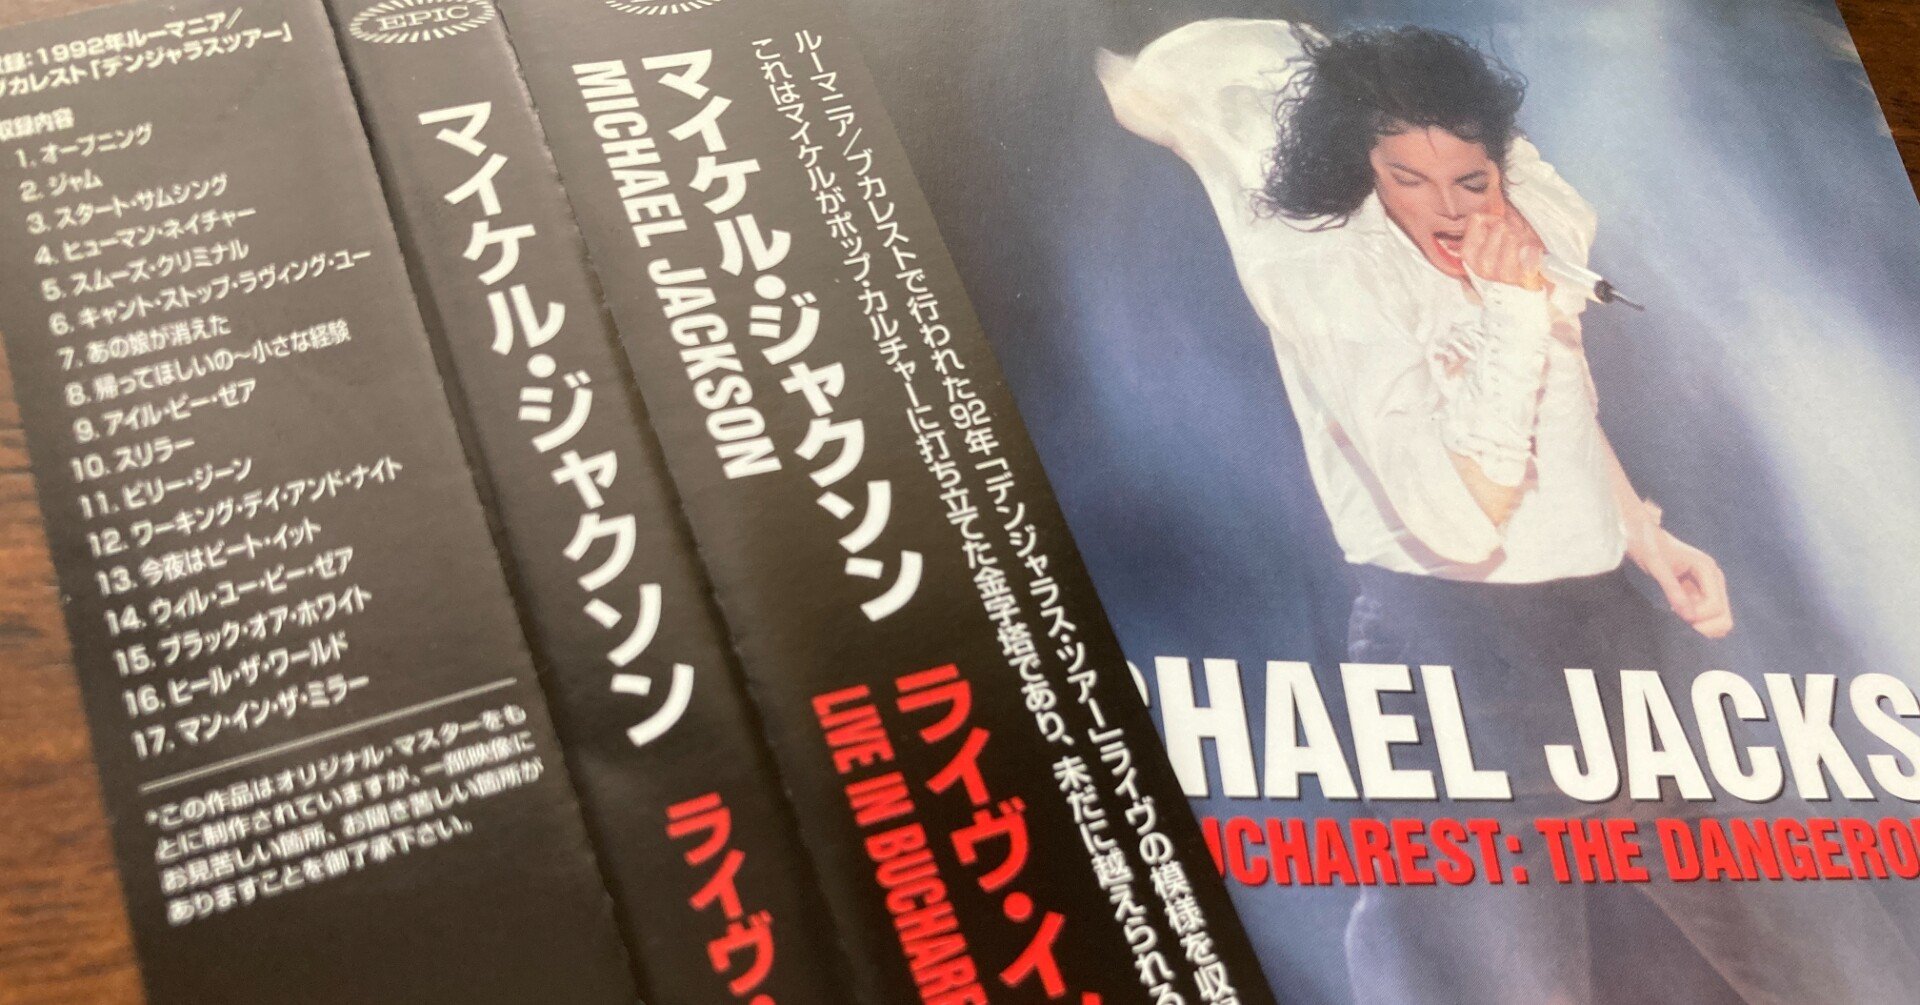 収録:1992年ルーマニア/
ブカレスト「デンジャラスツアー」
収録内容
1. オープニング
2. ジャム
3. スタート・サムシング
4. ヒューマン・ネイチャー
5. スムーズ・クリミナル
6. キャント・ストップ・ラヴィング・ユー
7. あの娘が消えた
8. 帰ってほしいの〜小さな経験
9. アイル・ビー・ゼア
10. スリラー
11. ビリー・ジーン
12. ワーキング・デイ・アンド・ナイト
13. 今夜はビート・イット
14. ウィル・ユー・ビー・ゼア
15. ブラック・オア・ホワイト
16. ヒール・ザ・ワールド
17. マン・イン・ザ・ミラー
*この作品はオリジナル・マスターをも
とに制作されていますが、一部映像に
お見苦しい箇所、お聞き苦しい箇所が
ありますことを御了承下さい。
EPIC
マイケル・ジャクソン
ライヴ・
マイケル・ジャクソン
MICHAEL JACKSON
ライヴ・イ
LIVE IN BUCHARE
ルーマニア/ブカレストで行われた92年「デンジャラス・ツアー」ライヴの模様を収
これはマイケルがポップ・カルチャーに打ち立てた金字塔であり、未だに越えられる
CHAEL JACKS
UCHAREST: THE DANGERO